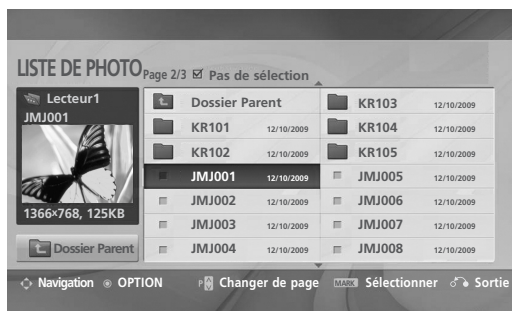 LISTE DE PHOTO Page 2/3 Pas de sélection
Lecteur1
JMJ001
1366×768, 125KB
Dossier Parent
Dossier Parent
KR101 12/10/2009
KR102 12/10/2009
JMJ001 12/10/2009
JMJ002 12/10/2009
JMJ003 12/10/2009
JMJ004 12/10/2009
KR103 12/10/2009
KR104 12/10/2009
KR105 12/10/2009
JMJ005 12/10/2009
JMJ006 12/10/2009
JMJ007 12/10/2009
JMJ008 12/10/2009
Navigation OPTION P Changer de page MARK Sélectionner Sortie